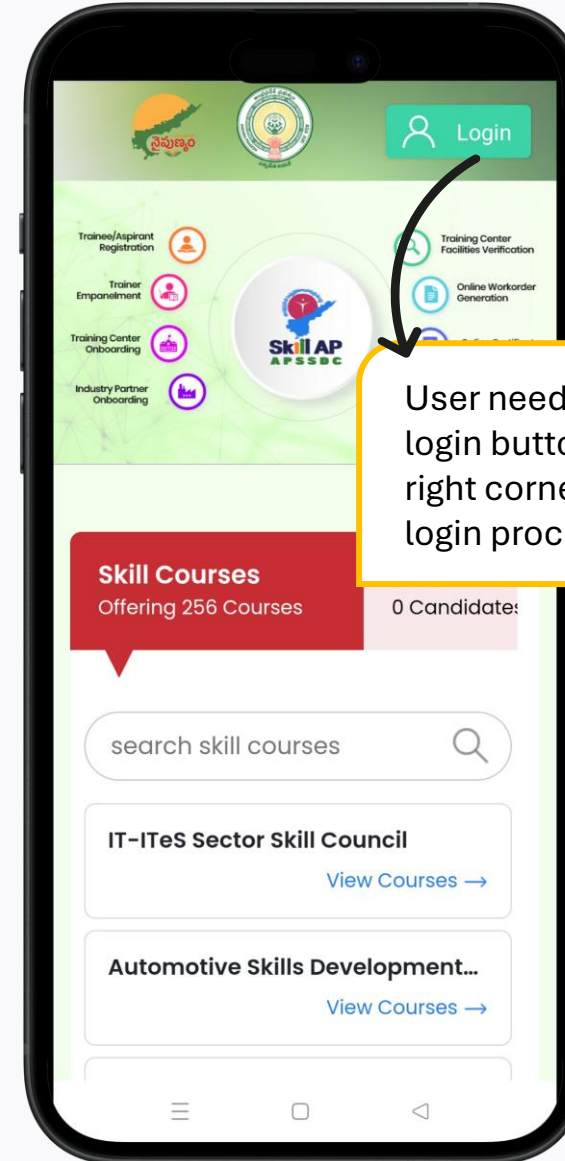 నైపుణ్యం
Login
Trainee/Aspirant
Registration
Trainer
Empanelment
Training Center
Onboarding
Industry Partner
Onboarding
Skill AP
APSSDC
Training Center
Facilities Verification
Online Workorder
Generation
User need
login butto
right corne
login proc
Skill Courses
Offering 256 Courses
0 Candidates
search skill courses
IT-ITeS Sector Skill Council
View Courses →
Automotive Skills Development...
View Courses →